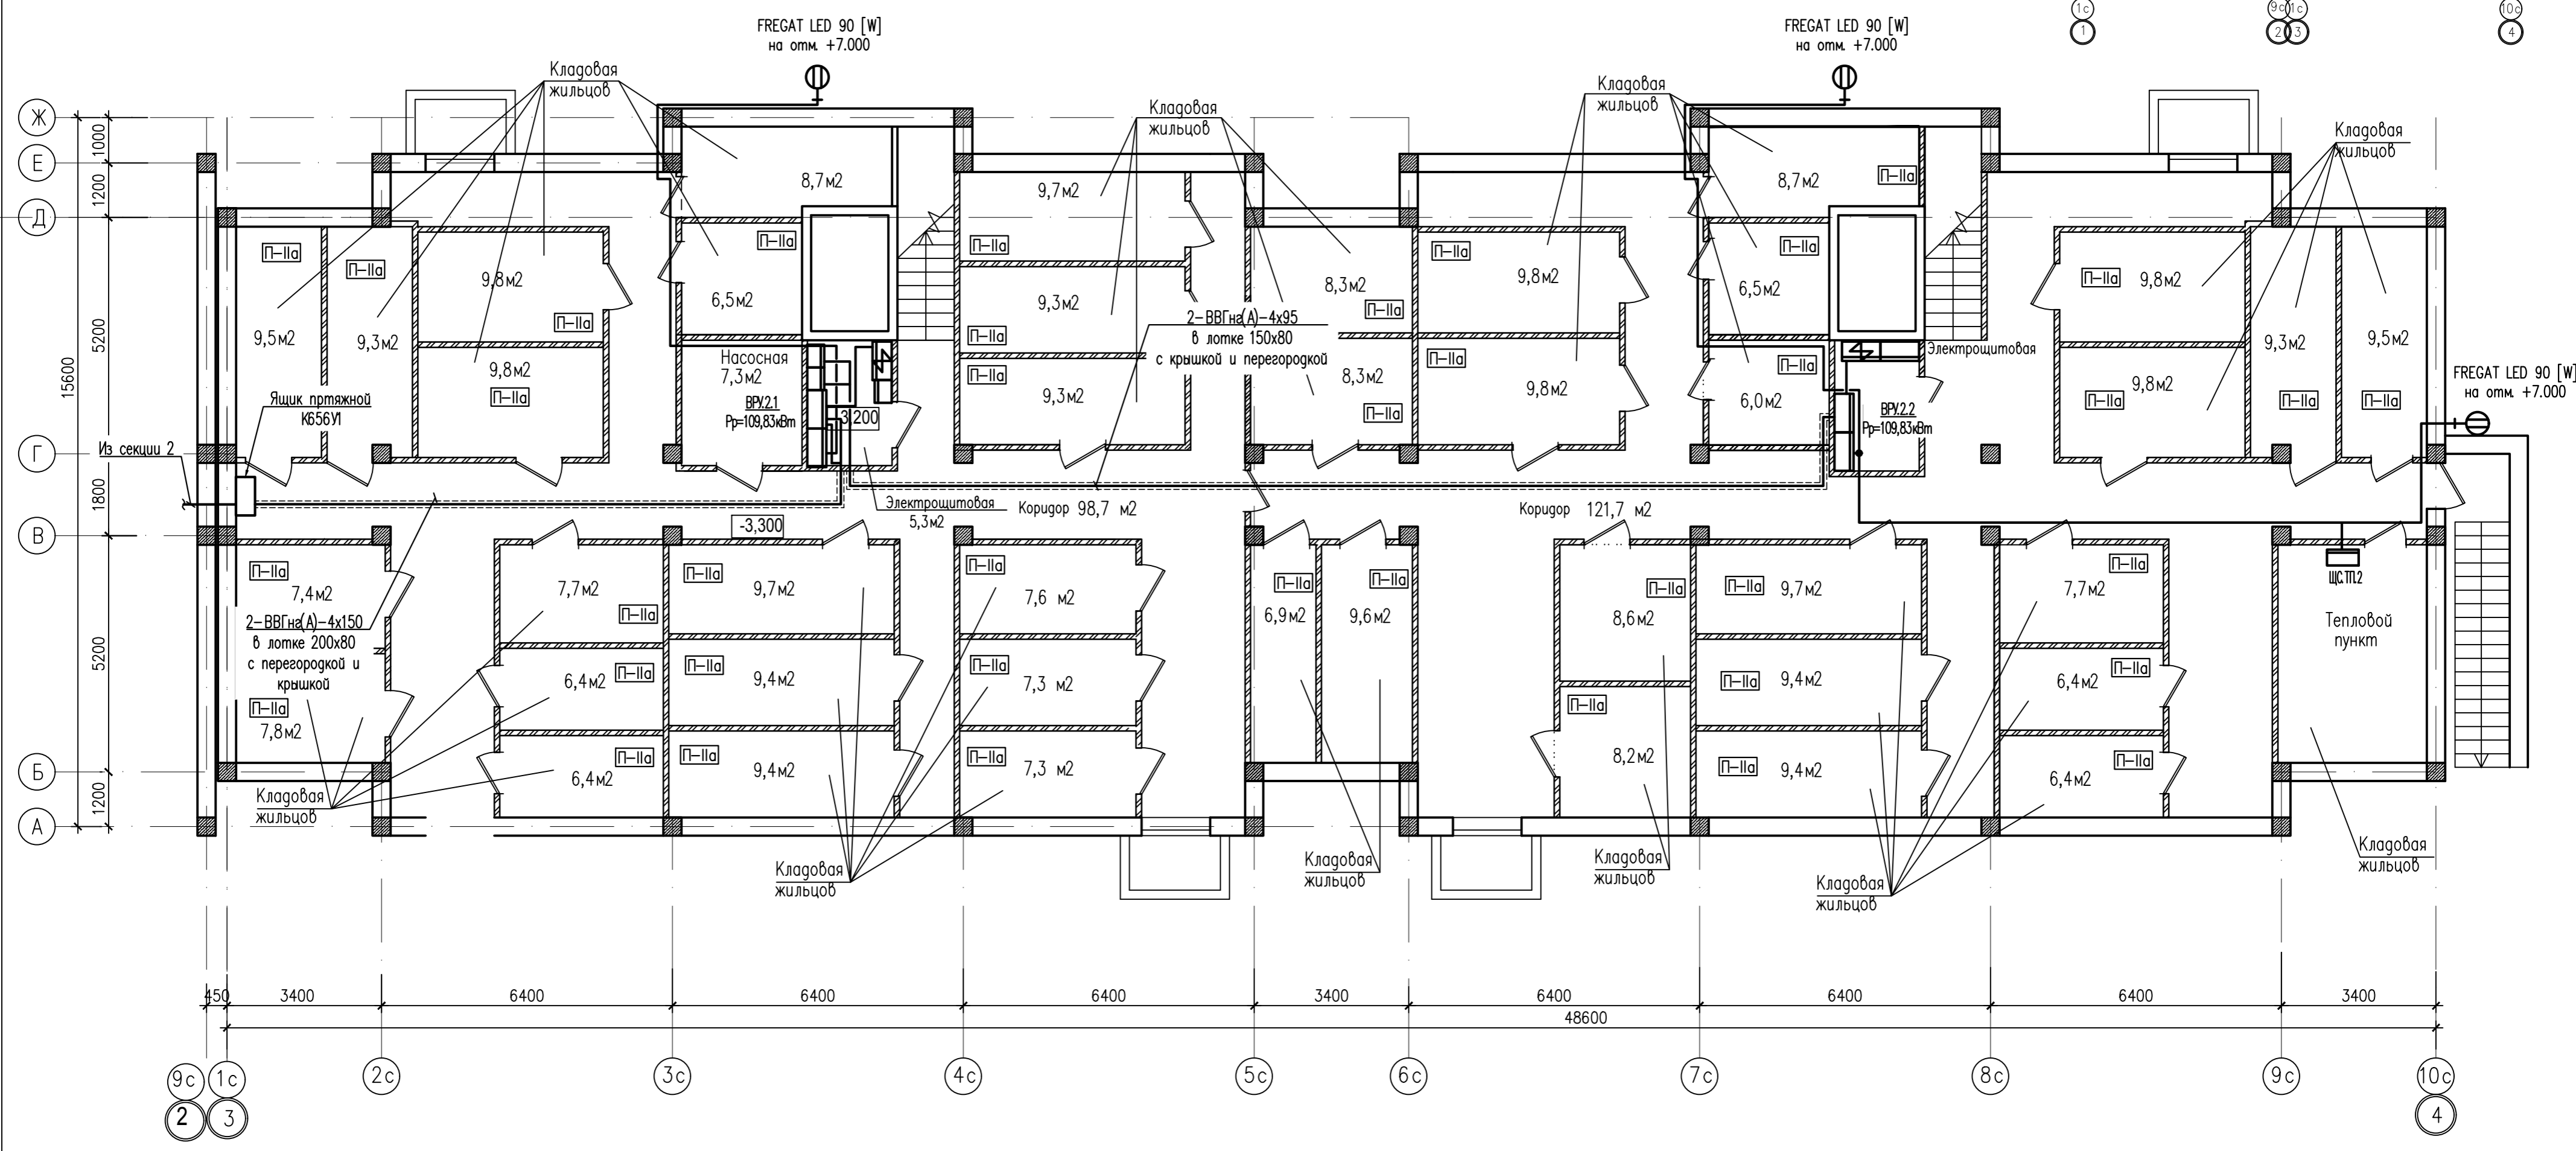 FREGAT LED 90 [W]
на отм. +7.000
FREGAT LED 90 [W]
на отм. +7.000
1с
9с
1с
10с
1
2
3
4
Кладовая
жильцов
Кладовая
жильцов
Кладовая
жильцов
Кладовая
жильцов
Ж
Е
Д
Г
В
Б
А
1000
1200
5200
1800
5200
1200
15600
8,7м2
9,7м2
8,7м2
П-IIа
П-IIа
П-IIа
9,8м2
П-IIа
П-IIа
6,5м2
П-IIа
9,3м2
П-IIа
8,3м2
П-IIа
П-IIа
9,8м2
П-IIа
6,5м2
П-IIа
9,8м2
9,5м2
9,3м2
9,8м2
П-IIа
Насосная
7,3м2
ВРУ.2.1
Рр=109,83кВт
3,200
П-IIа
9,3м2
2-ВВГнг(А)-4х95
в лотке 150х80
с крышкой и перегородкой
8,3м2
П-IIа
П-IIа
9,8м2
П-IIа
6,0м2
Электрощитовая
ВРУ.2.2
Рр=109,83кВт
9,8м2
П-IIа
9,3м2
П-IIа
9,5м2
П-IIа
FREGAT LED 90 [W]
на отм. +7.000
Ящик пртяжной
К656У1
Из секции 2
Электрощитовая
5,3м2
Коридор 98,7 м2
-3,300
Коридор 121,7 м2
П-IIа
7,4м2
2-ВВГнг(А)-4х150
в лотке 200х80
с перегородкой и
крышкой
П-IIа
7,8м2
7,7м2
П-IIа
6,4м2
П-IIа
6,4м2
П-IIа
П-IIа
9,7м2
П-IIа
9,4м2
П-IIа
9,4м2
П-IIа
7,6 м2
П-IIа
7,3 м2
П-IIа
7,3 м2
П-IIа
6,9м2
П-IIа
9,6м2
П-IIа
8,6м2
П-IIа
8,2м2
П-IIа
9,7м2
П-IIа
9,4м2
П-IIа
9,4м2
П-IIа
7,7м2
П-IIа
6,4м2
П-IIа
6,4м2
ЩС.ТП.2
Тепловой
пункт
Кладовая
жильцов
Кладовая
жильцов
Кладовая
жильцов
Кладовая
жильцов
Кладовая
жильцов
Кладовая
жильцов
450
3400
6400
6400
6400
3400
6400
6400
6400
3400
48600
9с
1с
2с
3с
4с
5с
6с
7с
8с
9с
10с
2
3
4